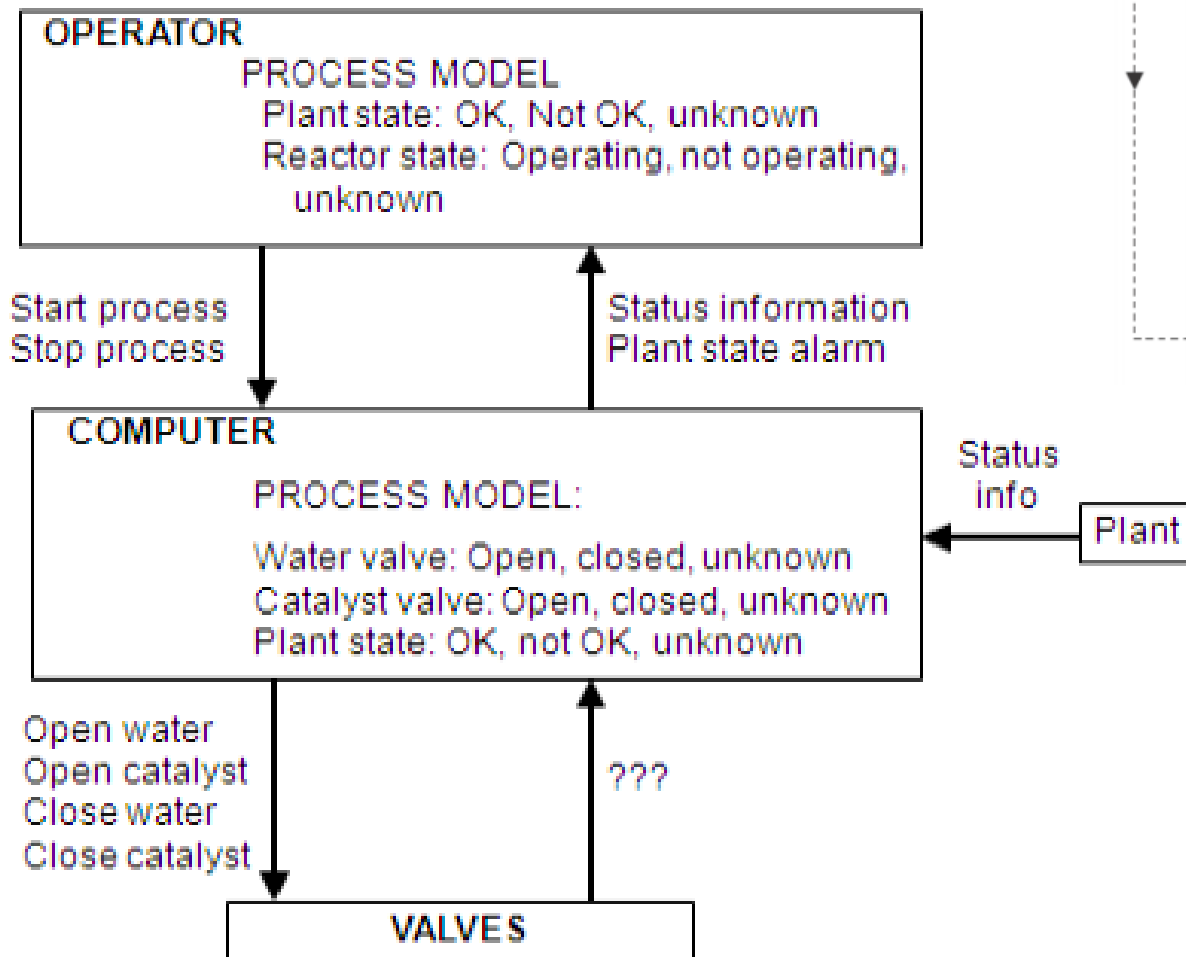 OPERATOR
PROCESS MODEL
Plant state: OK, Not OK, unknown
Reactor state: Operating, not operating,
unknown
Start process
Stop process
Status information
Plant state alarm
COMPUTER
PROCESS MODEL:
Water valve: Open, closed, unknown
Catalyst valve: Open, closed, unknown
Plant state: OK, not OK, unknown
Status
info
Plant
Open water
Open catalyst
Close water
Close catalyst
???
VALVES